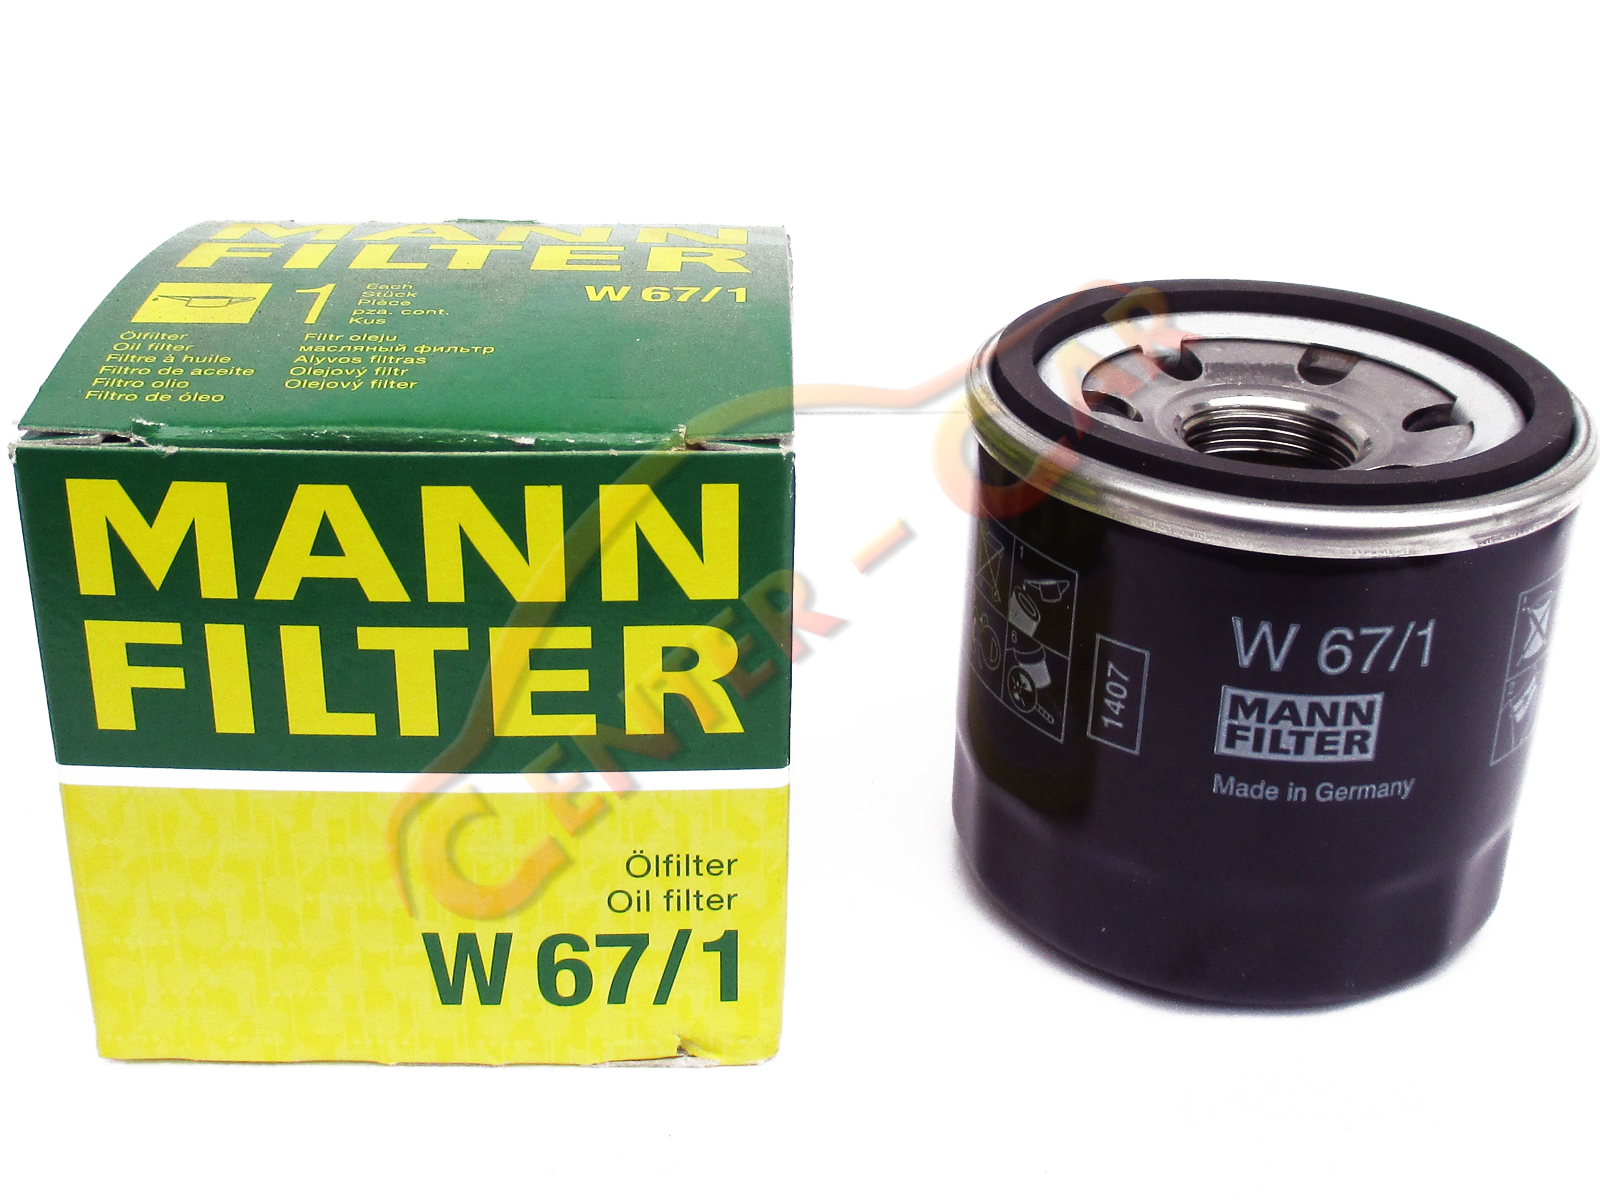 MANN
FILTER
W 67/1
1
Each
Stück
Pièce
pza. cont.
Kus
Ölfilter
Oil filter
Filtre à huile
Filtro de aceite
Filtro olio
Filtro de óleo
Filtr oleju
масляный фильтр
Alyvos filtras
Olejový filtr
Olejový filter
MANN
FILTER
Ölfilter
Oil filter
W 67/1
CENTER-CAR
1
6
1407
W 67/1
MANN
FILTER
Made in Germany